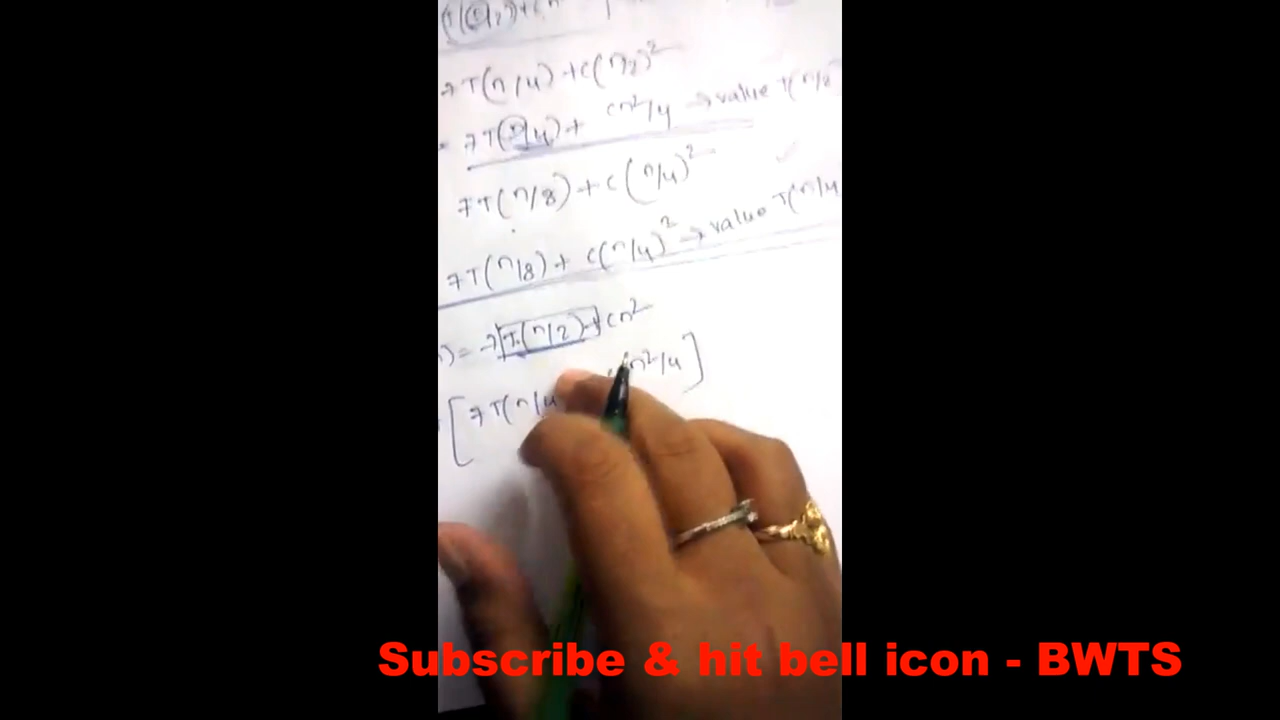 7T(n/4) + c(n/2)²
= 7T(n/4) + cn²/4 → value T(n/2
7T(n/8) + c(n/4)²
7T(n/8) + c(n/4)² → value T(n/4
) = 7T(n/2) + cn²
[7T(n/4 n²/4]
Subscribe & hit bell icon - BWTS